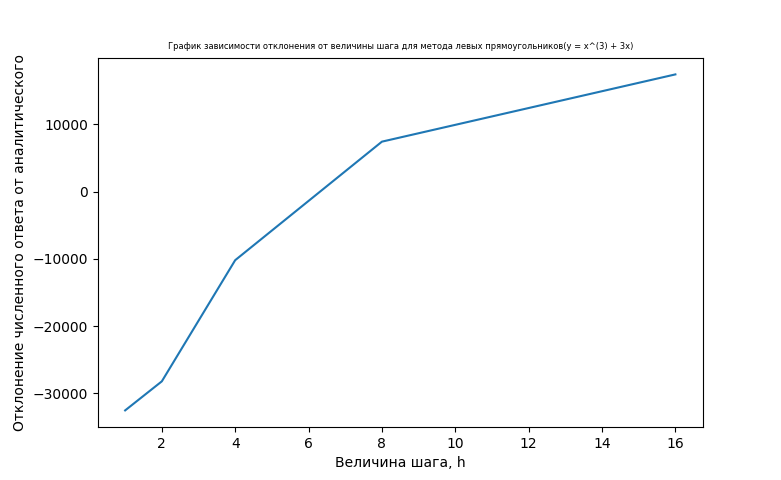 График зависимости отклонения от величины шага для метода левых прямоугольников(y = x^(3) + 3x)
Отклонение численного ответа от аналитического
10000
0
−10000
−20000
−30000
2 4 6 8 10 12 14 16
Величина шага, h